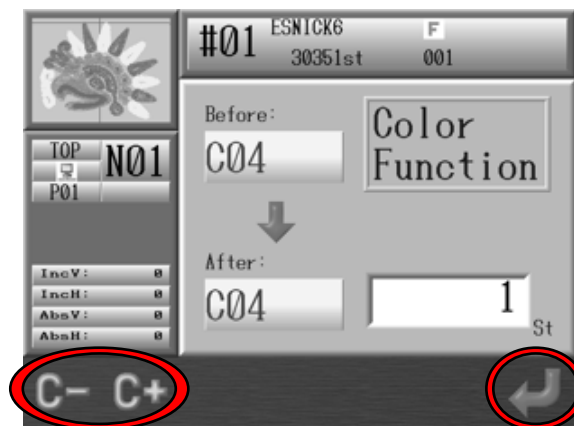 #01 ESNICK6 F
30351st 001
TOP N01
P01
Before:
C04
Color
Function
After:
C04
1
St
IncV: 0
IncH: 0
AbsV: 0
AbsH: 0
C- C+